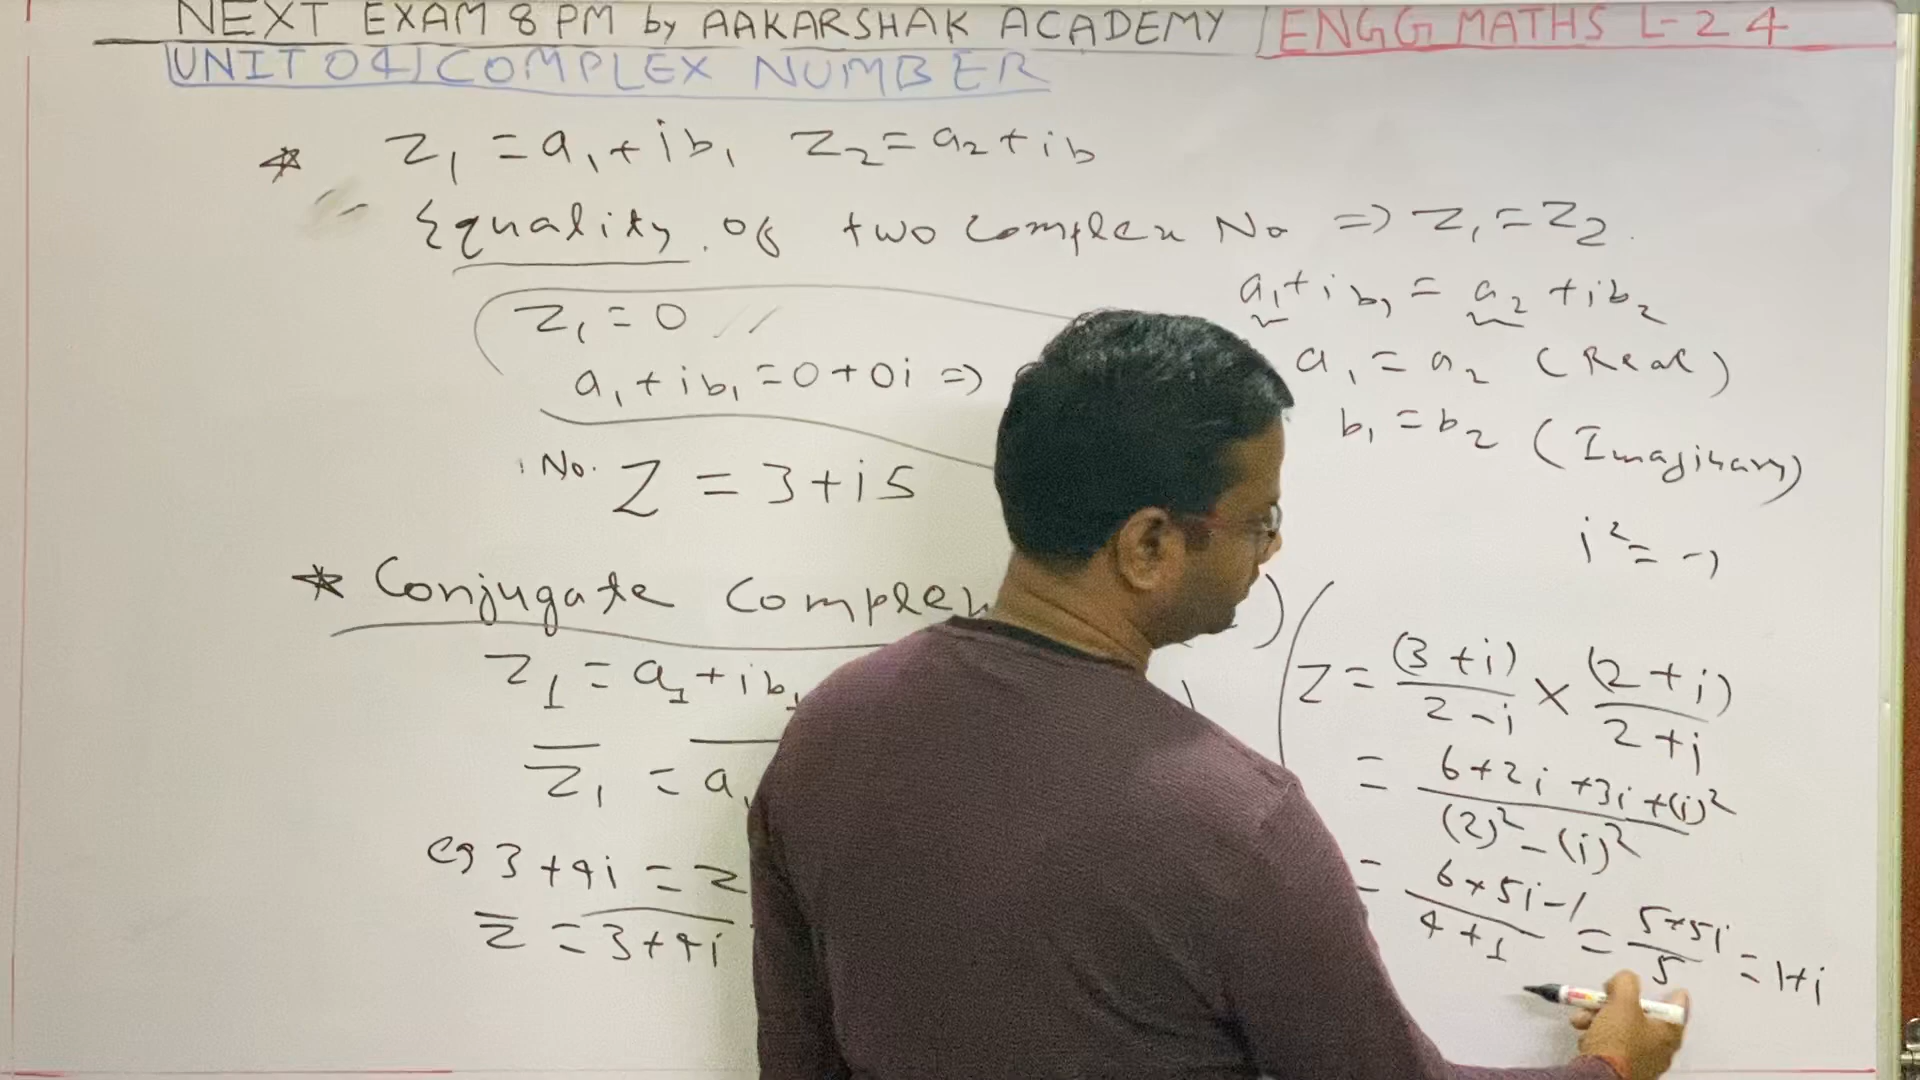 NEXT EXAM 8 PM by AAKARSHAK ACADEMY ENGG MATHS L-24
UNIT 04 COMPLEX NUMBER
* z₁ = a₁ + ib₁ z₂ = a₂ + ib
Equality of two Complex No => z₁ = z₂
a₁ + ib₁ = a₂ + ib₂
z₁ = 0 //
a₁ = a₂ (Real)
a₁ + ib₁ = 0 + 0i =>
b₁ = b₂ (Imaginary)
No. Z = 3 + i5
i² = -1
* Conjugate Complex
z₁ = a₁ + ib₁
z = (3+i)/2-i × (2+i)/2+i
z̅₁ = a₁
= 6+2i+3i+(i)²/(2)²-(i)²
eg 3+4i = z
= 6+5i-1/4+1 = 5+5i/5 = 1+i
z̅ = 3+4i